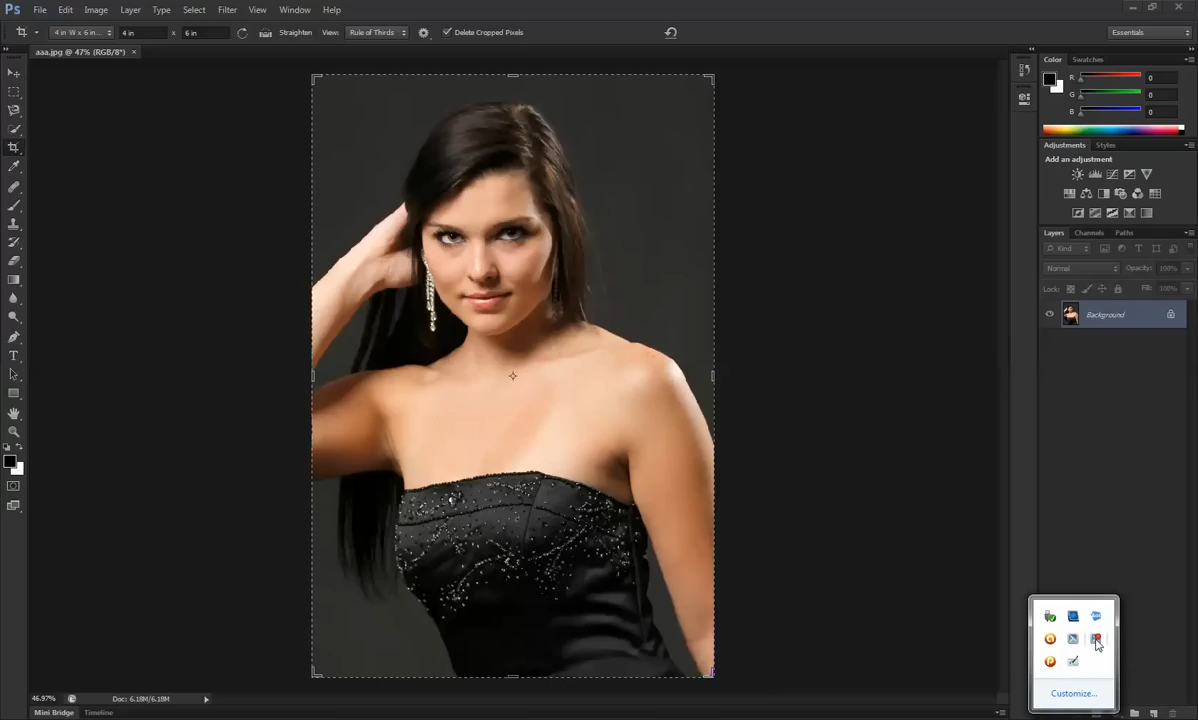 Ps File Edit Image Layer Type Select Filter View Window Help
4 in W x 6 in... 4 in x 6 in Straighten View: Rule of Thirds Delete Cropped Pixels Essentials
aaa.jpg @ 47% (RGB/8*) ×
Color Swatches
R 0
G 0
B 0
Adjustments Styles
Add an adjustment
Layers Channels Paths
Kind
Normal Opacity: 100%
Lock: Fill: 100%
Background
Customize...
46.97% Doc: 6.18M/6.18M
Mini Bridge Timeline